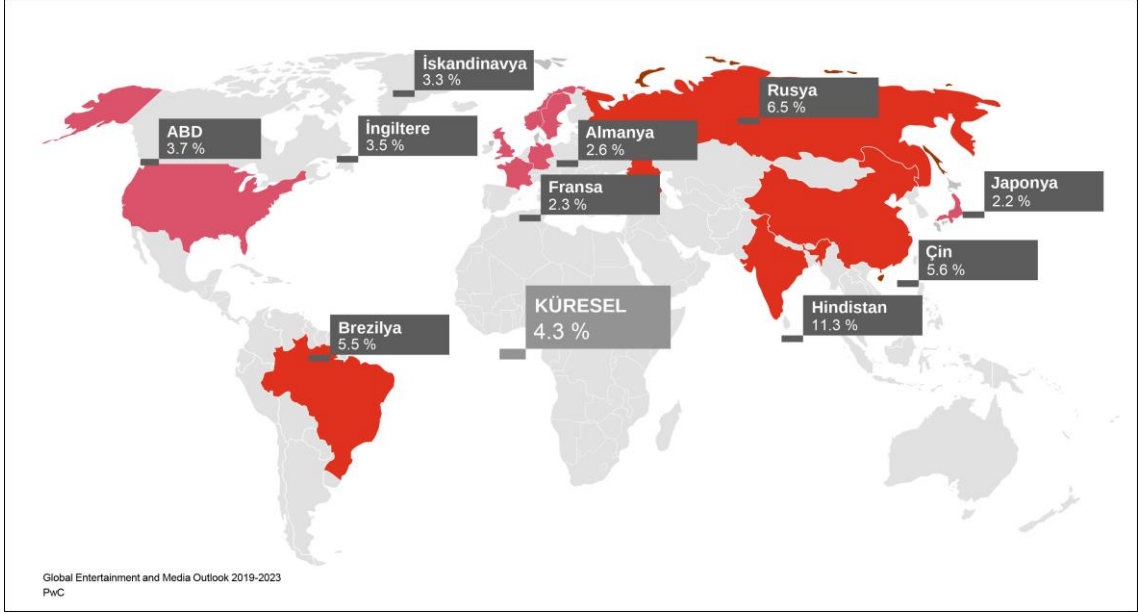 İskandinavya
3.3 %
Rusya
6.5 %
ABD
3.7 %
İngiltere
3.5 %
Almanya
2.6 %
Fransa
2.3 %
Japonya
2.2 %
Çin
5.6 %
KÜRESEL
4.3 %
Hindistan
11.3 %
Brezilya
5.5 %
Global Entertainment and Media Outlook 2019-2023
PwC